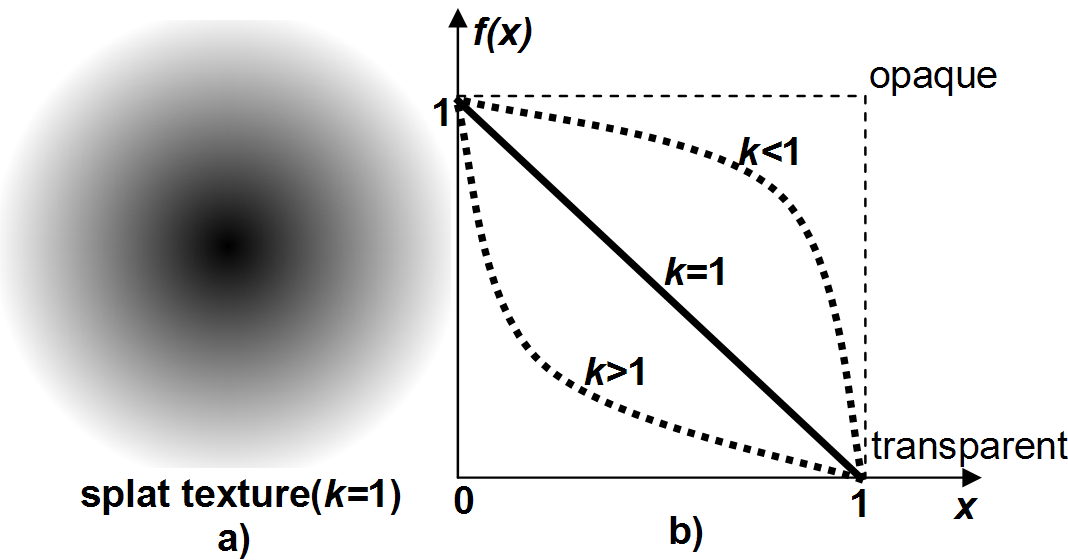 splat texture(k=1)
a)
f(x)
1
opaque
k<1
k=1
k>1
transparent
0
1
x
b)